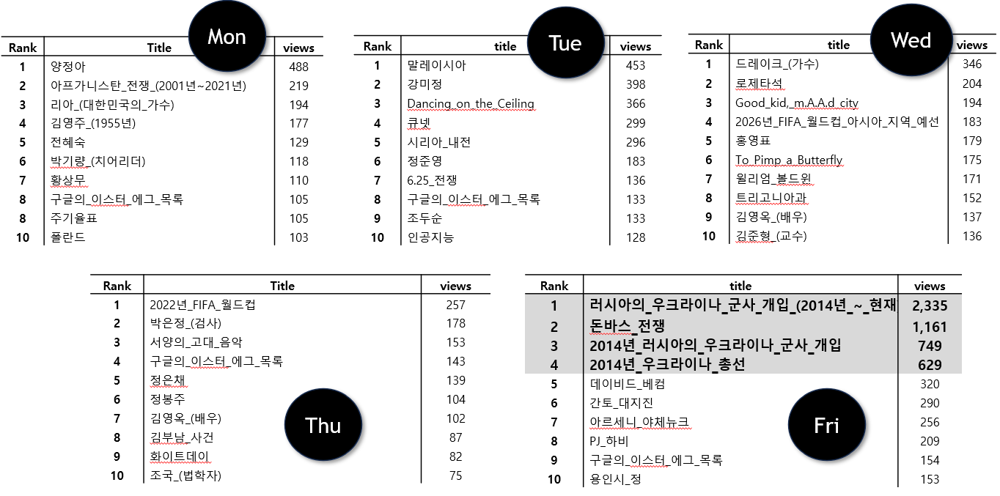 Mon
Rank Title views
1 양정아 488
2 아프가니스탄_전쟁_(2001년~2021년) 219
3 리아_(대한민국의_가수) 194
4 김영주_(1955년) 177
5 전혜숙 129
6 박기량_(치어리더) 118
7 황상무 110
8 구글의_이스터_에그_목록 105
8 주기율표 105
10 폴란드 103
Tue
Rank title views
1 말레이시아 453
2 강미정 398
3 Dancing_on_the_Ceiling 366
4 큐넷 299
5 시리아_내전 296
6 정준영 183
7 6.25_전쟁 136
8 구글의_이스터_에그_목록 133
9 조두순 133
10 인공지능 128
Wed
Rank title views
1 드레이크_(가수) 346
2 로제타석 204
3 Good_kid,_m.A.A.d_city 194
4 2026년_FIFA_월드컵_아시아_지역_예선 183
5 홍영표 179
6 To_Pimp_a_Butterfly 175
7 윌리엄_볼드윈 171
8 트리고니아과 152
9 김영옥_(배우) 137
10 김준형_(교수) 136
Thu
Rank Title views
1 2022년_FIFA_월드컵 257
2 박은정_(검사) 178
3 서양의_고대_음악 153
4 구글의_이스터_에그_목록 143
5 정은채 139
6 정봉주 104
7 김영옥_(배우) 102
8 김부남_사건 87
9 화이트데이 82
10 조국_(법학자) 75
Fri
Rank title views
1 러시아의_우크라이나_군사_개입_(2014년_~_현재) 2,335
2 돈바스_전쟁 1,161
3 2014년_러시아의_우크라이나_군사_개입 749
4 2014년_우크라이나_총선 629
5 데이비드_베컴 320
6 간토_대지진 290
7 아르세니_야체뉴크 256
8 PJ_하비 209
9 구글의_이스터_에그_목록 154
10 용인시_정 153